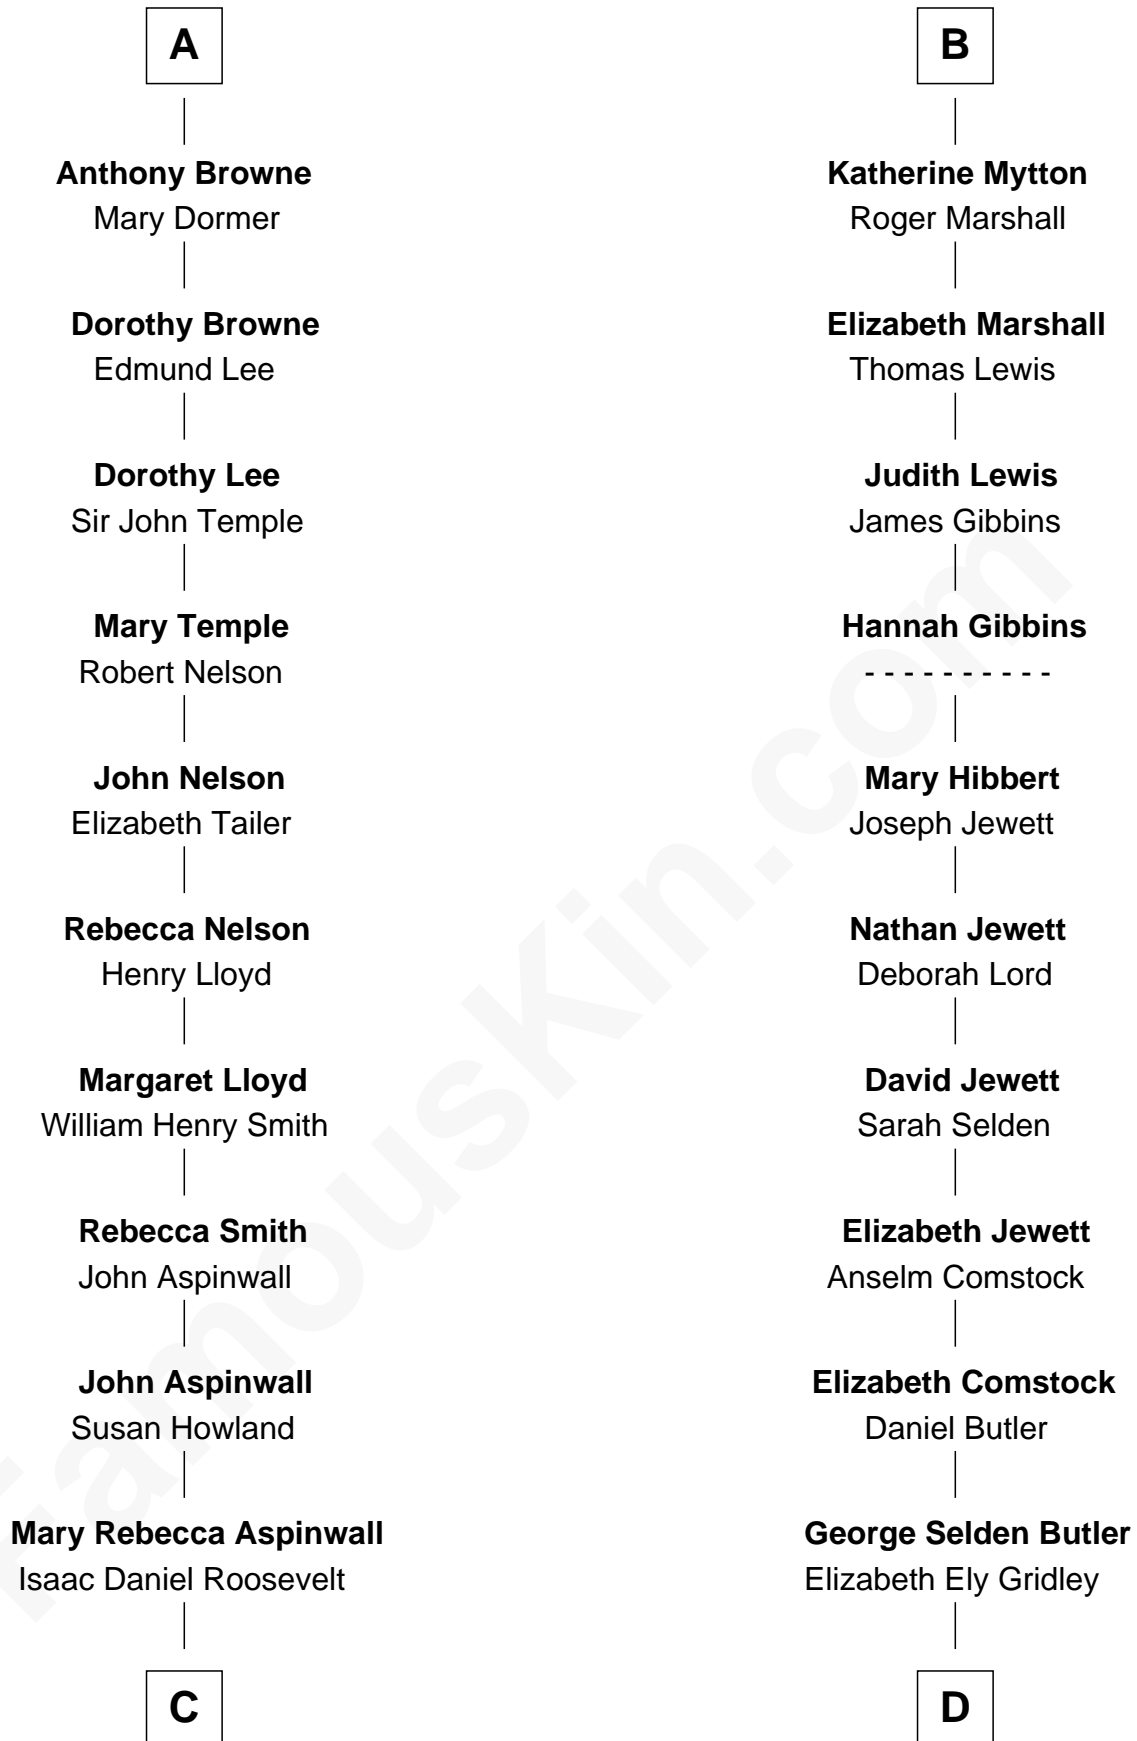 A
Anthony Browne
Mary Dormer
Dorothy Browne
Edmund Lee
Dorothy Lee
Sir John Temple
Mary Temple
Robert Nelson
John Nelson
Elizabeth Tailer
Rebecca Nelson
Henry Lloyd
Margaret Lloyd
William Henry Smith
Rebecca Smith
John Aspinwall
John Aspinwall
Susan Howland
Mary Rebecca Aspinwall
Isaac Daniel Roosevelt
C
B
Katherine Mytton
Roger Marshall
Elizabeth Marshall
Thomas Lewis
Judith Lewis
James Gibbins
Hannah Gibbins
- - - - - - - - - -
Mary Hibbert
Joseph Jewett
Nathan Jewett
Deborah Lord
David Jewett
Sarah Selden
Elizabeth Jewett
Anselm Comstock
Elizabeth Comstock
Daniel Butler
George Selden Butler
Elizabeth Ely Gridley
D
FamousKin.com